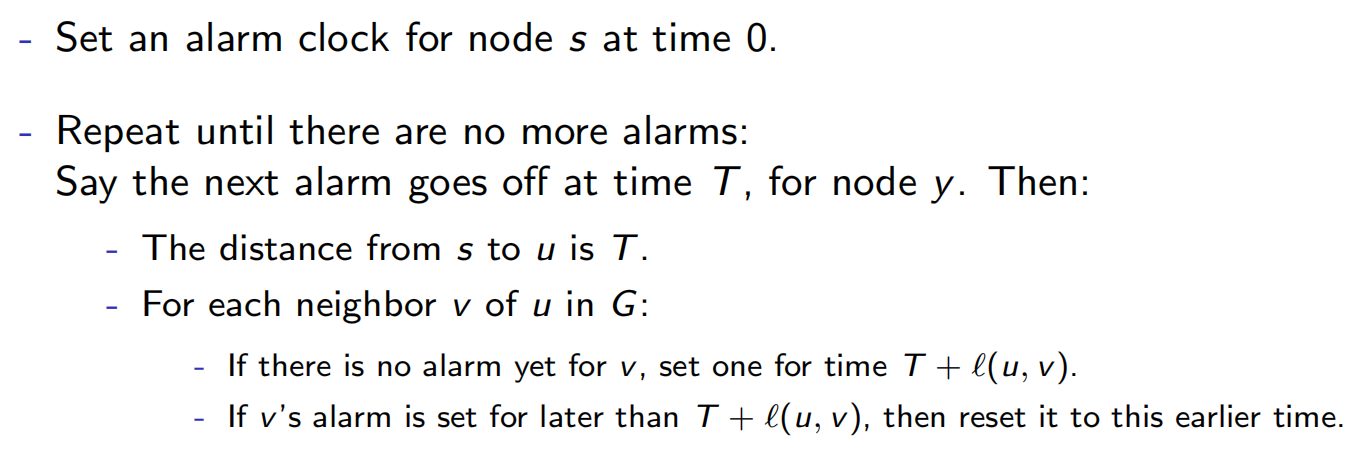 - Set an alarm clock for node s at time 0.
- Repeat until there are no more alarms:
Say the next alarm goes off at time T, for node y. Then:
- The distance from s to u is T.
- For each neighbor v of u in G:
- If there is no alarm yet for v, set one for time T + ℓ(u, v).
- If v's alarm is set for later than T + ℓ(u, v), then reset it to this earlier time.